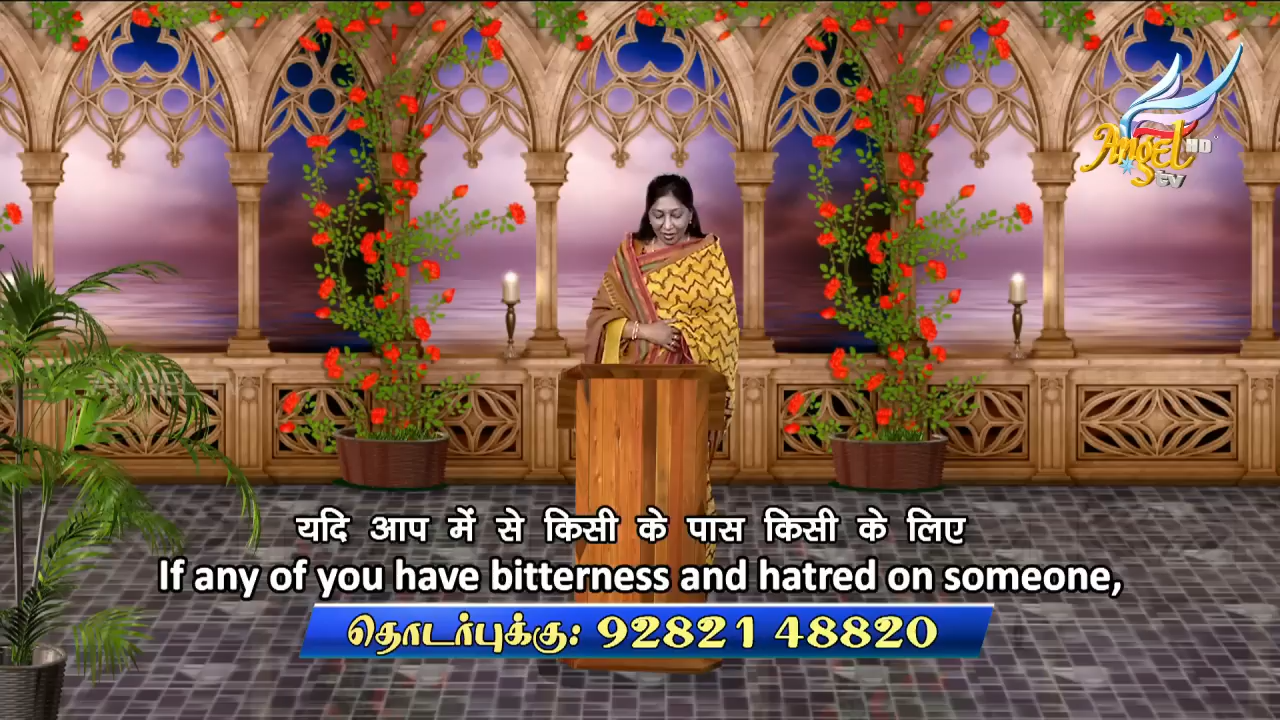 Angel HD
tv
यदि आप में से किसी के पास किसी के लिए
If any of you have bitterness and hatred on someone,
தொடர்புக்கு: 92821 48820